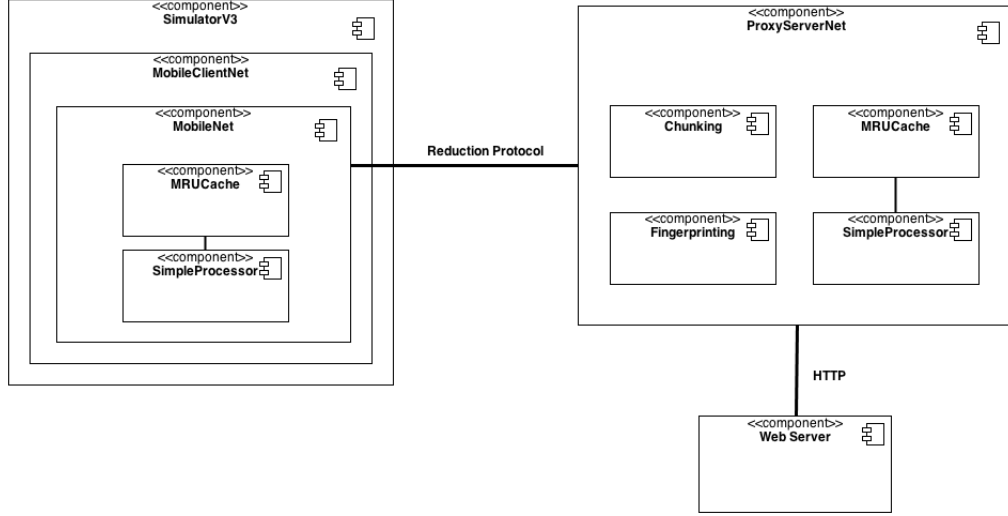 <<component>>
SimulatorV3
<<component>>
MobileClientNet
<<component>>
MobileNet
<<component>>
MRUCache
<<component>>
SimpleProcessor
Reduction Protocol
<<component>>
ProxyServerNet
<<component>>
Chunking
<<component>>
MRUCache
<<component>>
Fingerprinting
<<component>>
SimpleProcessor
HTTP
<<component>>
Web Server